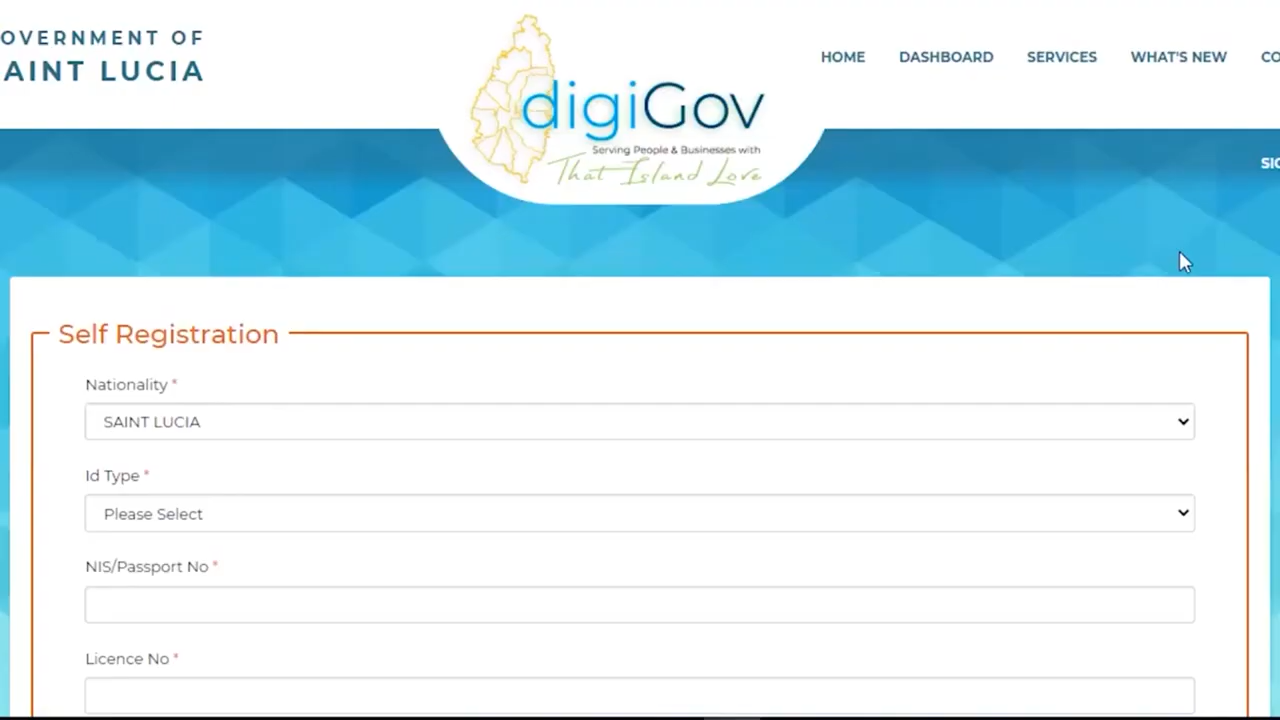 OVERNMENT OF
AINT LUCIA
digiGov
Serving People & Businesses with
That Island Love
HOME DASHBOARD SERVICES WHAT'S NEW CO
SIG
Self Registration
Nationality *
SAINT LUCIA
Id Type *
Please Select
NIS/Passport No *
Licence No *